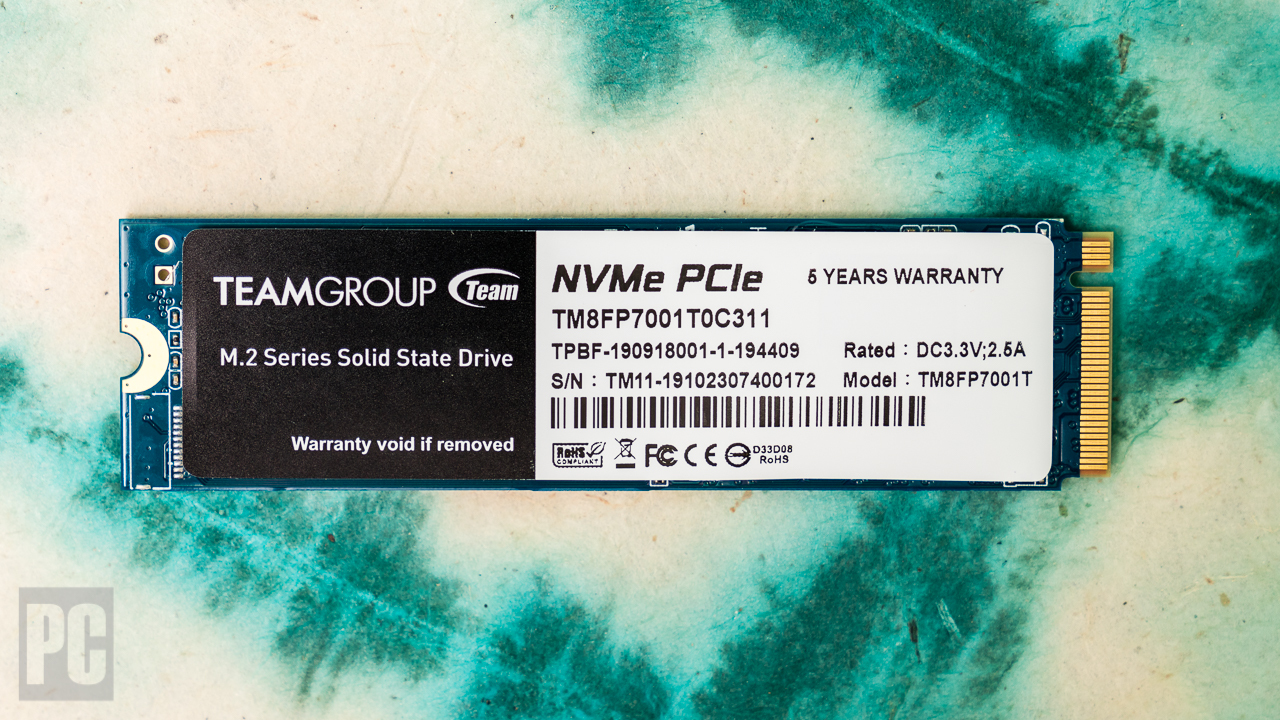 TEAMGROUP Team
M.2 Series Solid State Drive
Warranty void if removed
NVMe PCIe 5 YEARS WARRANTY
TM8FP7001T0C311
TPBF-190918001-1-194409 Rated : DC3.3V;2.5A
S/N : TM11-19102307400172 Model : TM8FP7001T
RoHS
COMPLIANT
FC CE
D33D08
RoHS
PC